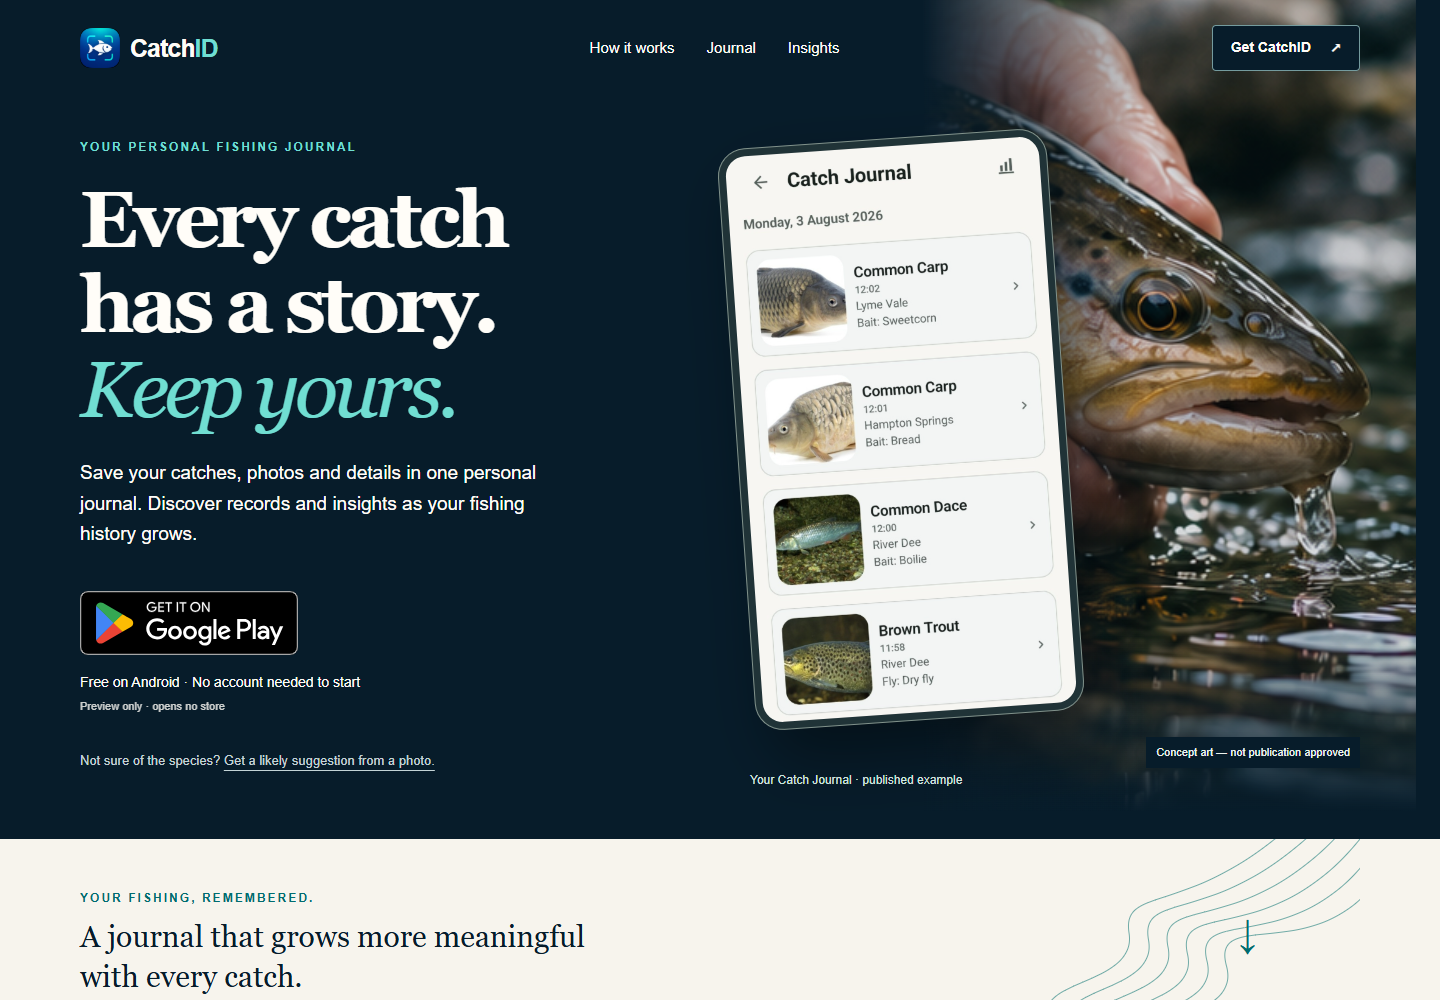 CatchID
How it works
Journal
Insights
Get CatchID ↗
YOUR PERSONAL FISHING JOURNAL
Every catch
has a story.
Keep yours.
Save your catches, photos and details in one personal
journal. Discover records and insights as your fishing
history grows.
GET IT ON
Google Play
Free on Android · No account needed to start
Preview only · opens no store
Not sure of the species? Get a likely suggestion from a photo.
Catch Journal
Monday, 3 August 2026
Common Carp
12:02
Lyme Vale
Bait: Sweetcorn
Common Carp
12:01
Hampton Springs
Bait: Bread
Common Dace
12:00
River Dee
Bait: Boilie
Brown Trout
11:58
River Dee
Fly: Dry fly
Concept art — not publication approved
Your Catch Journal · published example
YOUR FISHING, REMEMBERED.
A journal that grows more meaningful
with every catch.